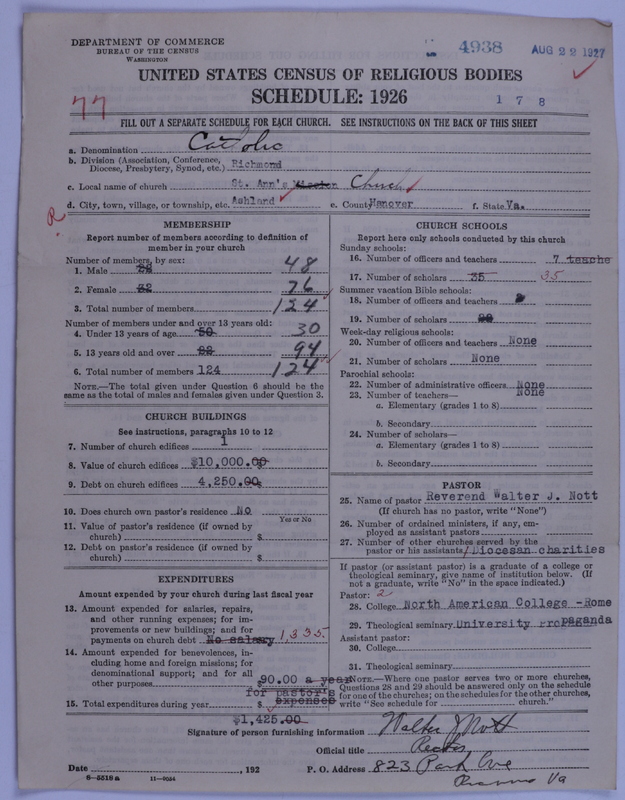 DEPARTMENT OF COMMERCE
BUREAU OF THE CENSUS
WASHINGTON
4938
AUG 22 1927
UNITED STATES CENSUS OF RELIGIOUS BODIES
SCHEDULE: 1926
77
1 7 8
FILL OUT A SEPARATE SCHEDULE FOR EACH CHURCH. SEE INSTRUCTIONS ON THE BACK OF THIS SHEET
a. Denomination Catholic
b. Division (Association, Conference, Diocese, Presbytery, Synod, etc.) Richmond
c. Local name of church St. Ann's Mission Church
d. City, town, village, or township, etc. Ashland e. County Hanover f. State Va.
R
MEMBERSHIP
Report number of members according to definition of
member in your church
Number of members, by sex:
1. Male 48
2. Female 76
3. Total number of members 124
Number of members under and over 13 years old:
4. Under 13 years of age 30
5. 13 years old and over 94
6. Total number of members 124 124
NOTE.—The total given under Question 6 should be the
same as the total of males and females given under Question 3.
CHURCH BUILDINGS
See instructions, paragraphs 10 to 12
7. Number of church edifices 1
8. Value of church edifices $10,000.00
9. Debt on church edifices 4,250.00
10. Does church own pastor's residence No
Yes or No
11. Value of pastor's residence (if owned by
church) $
12. Debt on pastor's residence (if owned by
church) $
EXPENDITURES
Amount expended by your church during last fiscal year
13. Amount expended for salaries, repairs,
and other running expenses; for im-
provements or new buildings; and for
payments on church debt No salary 1,335.
14. Amount expended for benevolences, in-
cluding home and foreign missions; for
denominational support; and for all
other purposes $90.00 a year
for pastor's
expenses
15. Total expenditures during year $
$1,425.00
CHURCH SCHOOLS
Report here only schools conducted by this church
Sunday schools:
16. Number of officers and teachers 7 teache
17. Number of scholars 35 35
Summer vacation Bible schools:
18. Number of officers and teachers
19. Number of scholars
Week-day religious schools:
20. Number of officers and teachers None
21. Number of scholars None
Parochial schools:
22. Number of administrative officers None
23. Number of teachers— None
a. Elementary (grades 1 to 8)
b. Secondary
24. Number of scholars—
a. Elementary (grades 1 to 8)
b. Secondary
PASTOR
25. Name of pastor Reverend Walter J. Nott
(If church has no pastor, write "None")
26. Number of ordained ministers, if any, em-
ployed as assistant pastors
27. Number of other churches served by the
pastor or his assistants Diocesan charities
If pastor (or assistant pastor) is a graduate of a college or
theological seminary, give name of institution below. (If
not a graduate, write "No" in the space indicated.)
Pastor: 2
28. College North American College -Rome
29. Theological seminary University Propaganda
Assistant pastor:
30. College
31. Theological seminary
NOTE.—Where one pastor serves two or more churches,
Questions 28 and 29 should be answered only on the schedule
for one of the churches; on the schedules for the other churches,
write "See schedule for church."
Signature of person furnishing information Walter J Nott
Official title Rector
Date , 192 P. O. Address 823 Park Ave
8-5518a 11-9054
Va